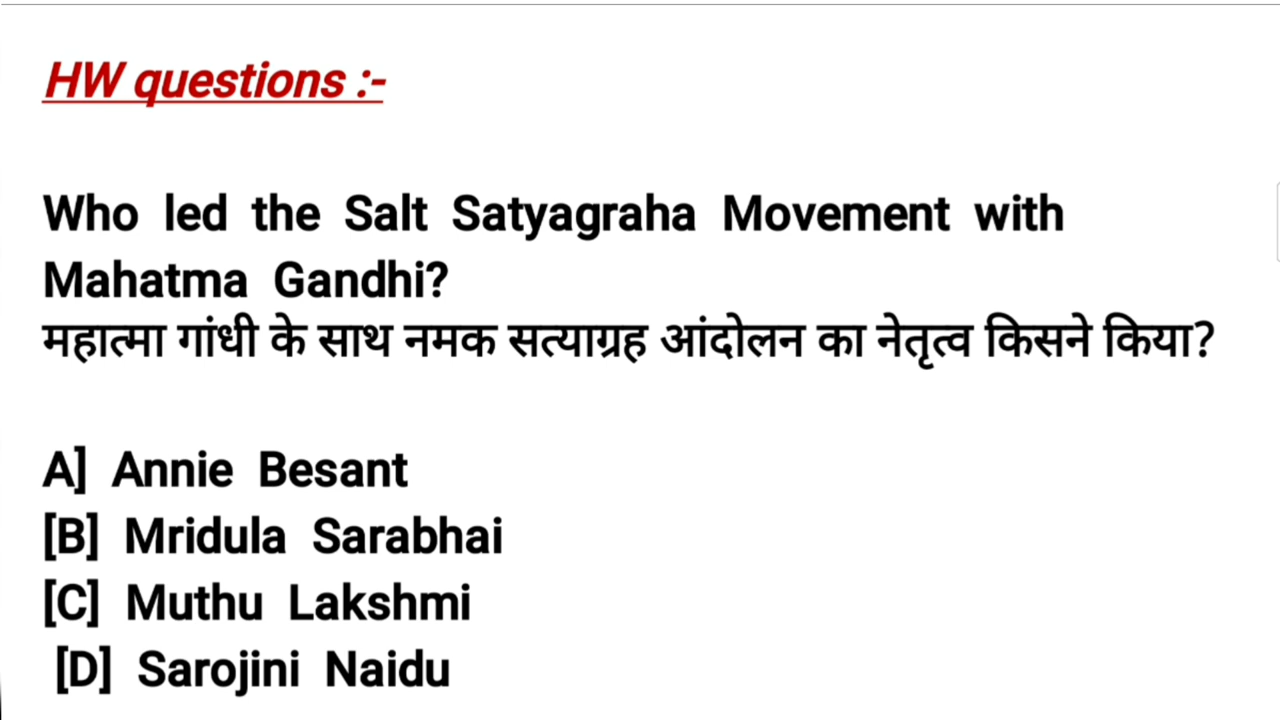 HW questions :-
Who led the Salt Satyagraha Movement with
Mahatma Gandhi?
महात्मा गांधी के साथ नमक सत्याग्रह आंदोलन का नेतृत्व किसने किया?
A] Annie Besant
[B] Mridula Sarabhai
[C] Muthu Lakshmi
[D] Sarojini Naidu